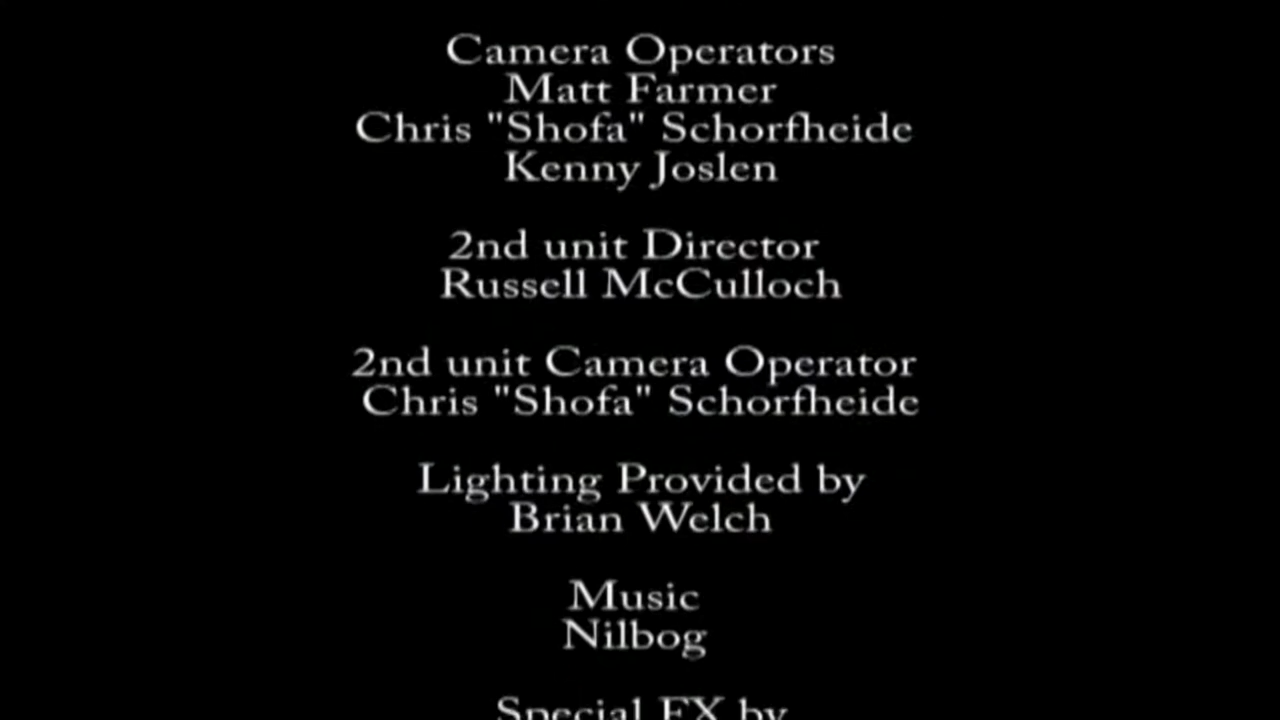 Camera Operators
Matt Farmer
Chris "Shofa" Schorfheide
Kenny Joslen
2nd unit Director
Russell McCulloch
2nd unit Camera Operator
Chris "Shofa" Schorfheide
Lighting Provided by
Brian Welch
Music
Nilbog
Special FX by